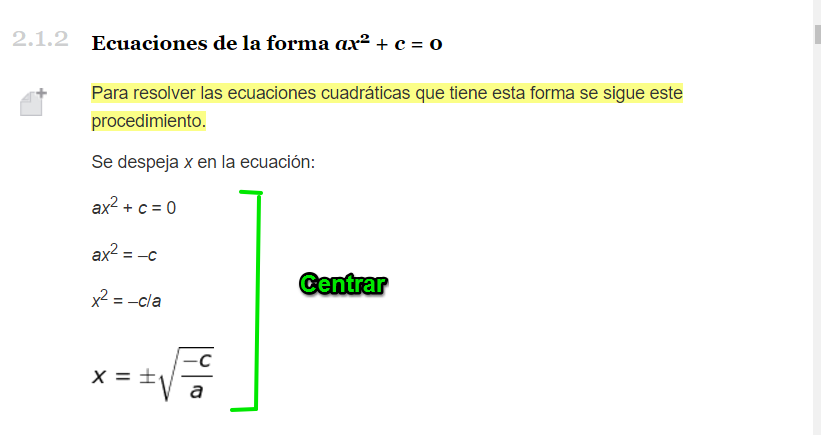 2.1.2 Ecuaciones de la forma ax² + c = 0
Para resolver las ecuaciones cuadráticas que tiene esta forma se sigue este
procedimiento.
Se despeja x en la ecuación:
ax² + c = 0
ax² = –c
Centrar
x² = –c/a
x = ±√(−c/a)